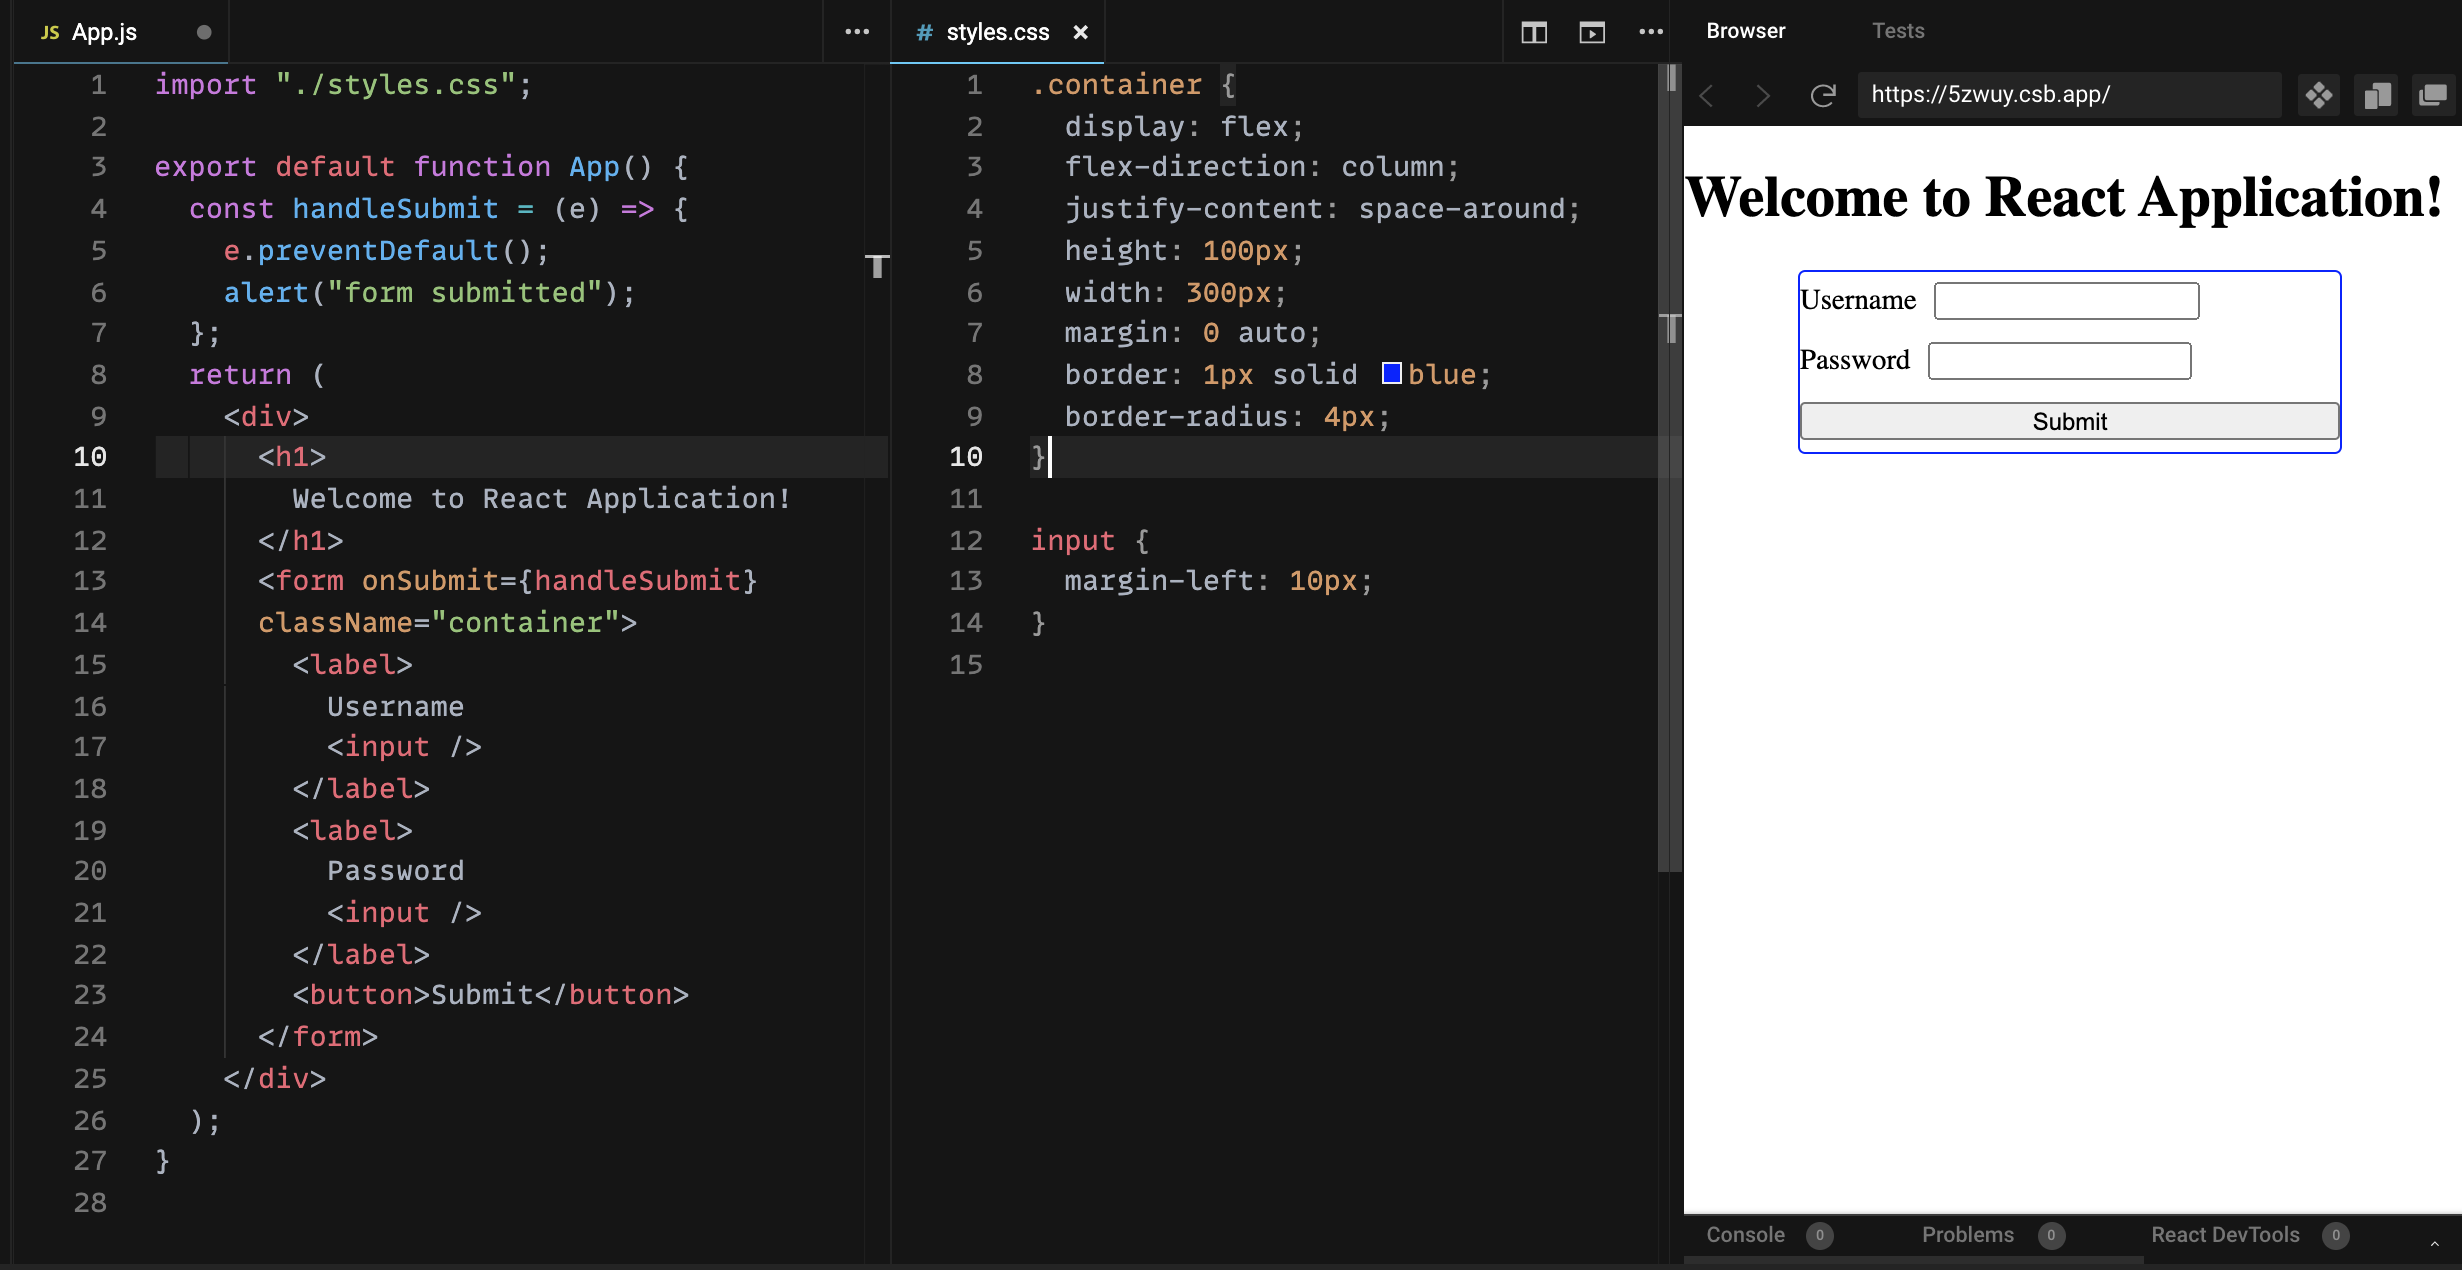 JS App.js
1 import "./styles.css";
2
3 export default function App() {
4   const handleSubmit = (e) => {
5     e.preventDefault();
6     alert("form submitted");
7   };
8   return (
9     <div>
10       <h1>
11         Welcome to React Application!
12       </h1>
13       <form onSubmit={handleSubmit}
14       className="container">
15         <label>
16           Username
17           <input />
18         </label>
19         <label>
20           Password
21           <input />
22         </label>
23         <button>Submit</button>
24       </form>
25     </div>
26   );
27 }
28
# styles.css
1 .container {
2   display: flex;
3   flex-direction: column;
4   justify-content: space-around;
5   height: 100px;
6   width: 300px;
7   margin: 0 auto;
8   border: 1px solid blue;
9   border-radius: 4px;
10 }
11
12 input {
13   margin-left: 10px;
14 }
15
Browser Tests
https://5zwuy.csb.app/
Welcome to React Application!
Username
Password
Submit
Console 0 Problems 0 React DevTools 0